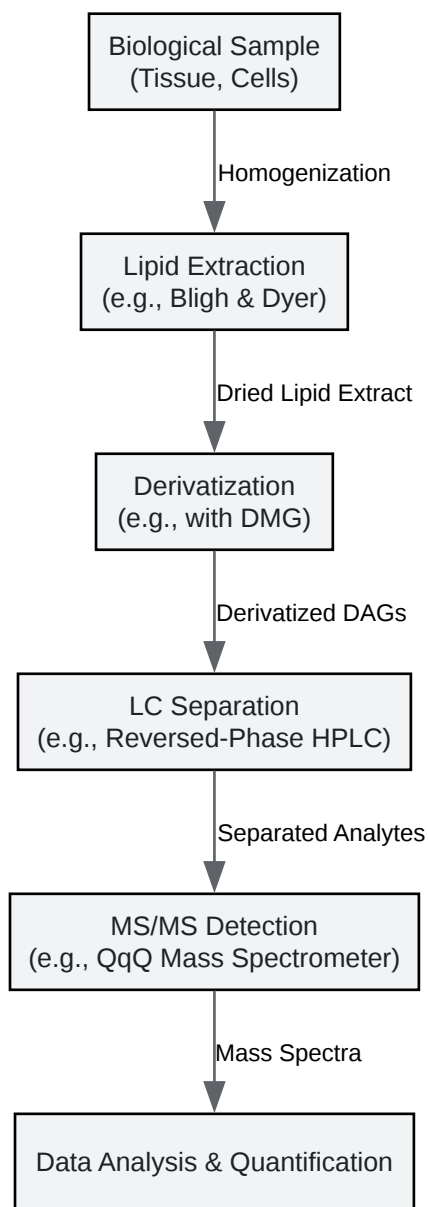 Biological Sample
(Tissue, Cells)
Homogenization
Lipid Extraction
(e.g., Bligh & Dyer)
Dried Lipid Extract
Derivatization
(e.g., with DMG)
Derivatized DAGs
LC Separation
(e.g., Reversed-Phase HPLC)
Separated Analytes
MS/MS Detection
(e.g., QqQ Mass Spectrometer)
Mass Spectra
Data Analysis & Quantification